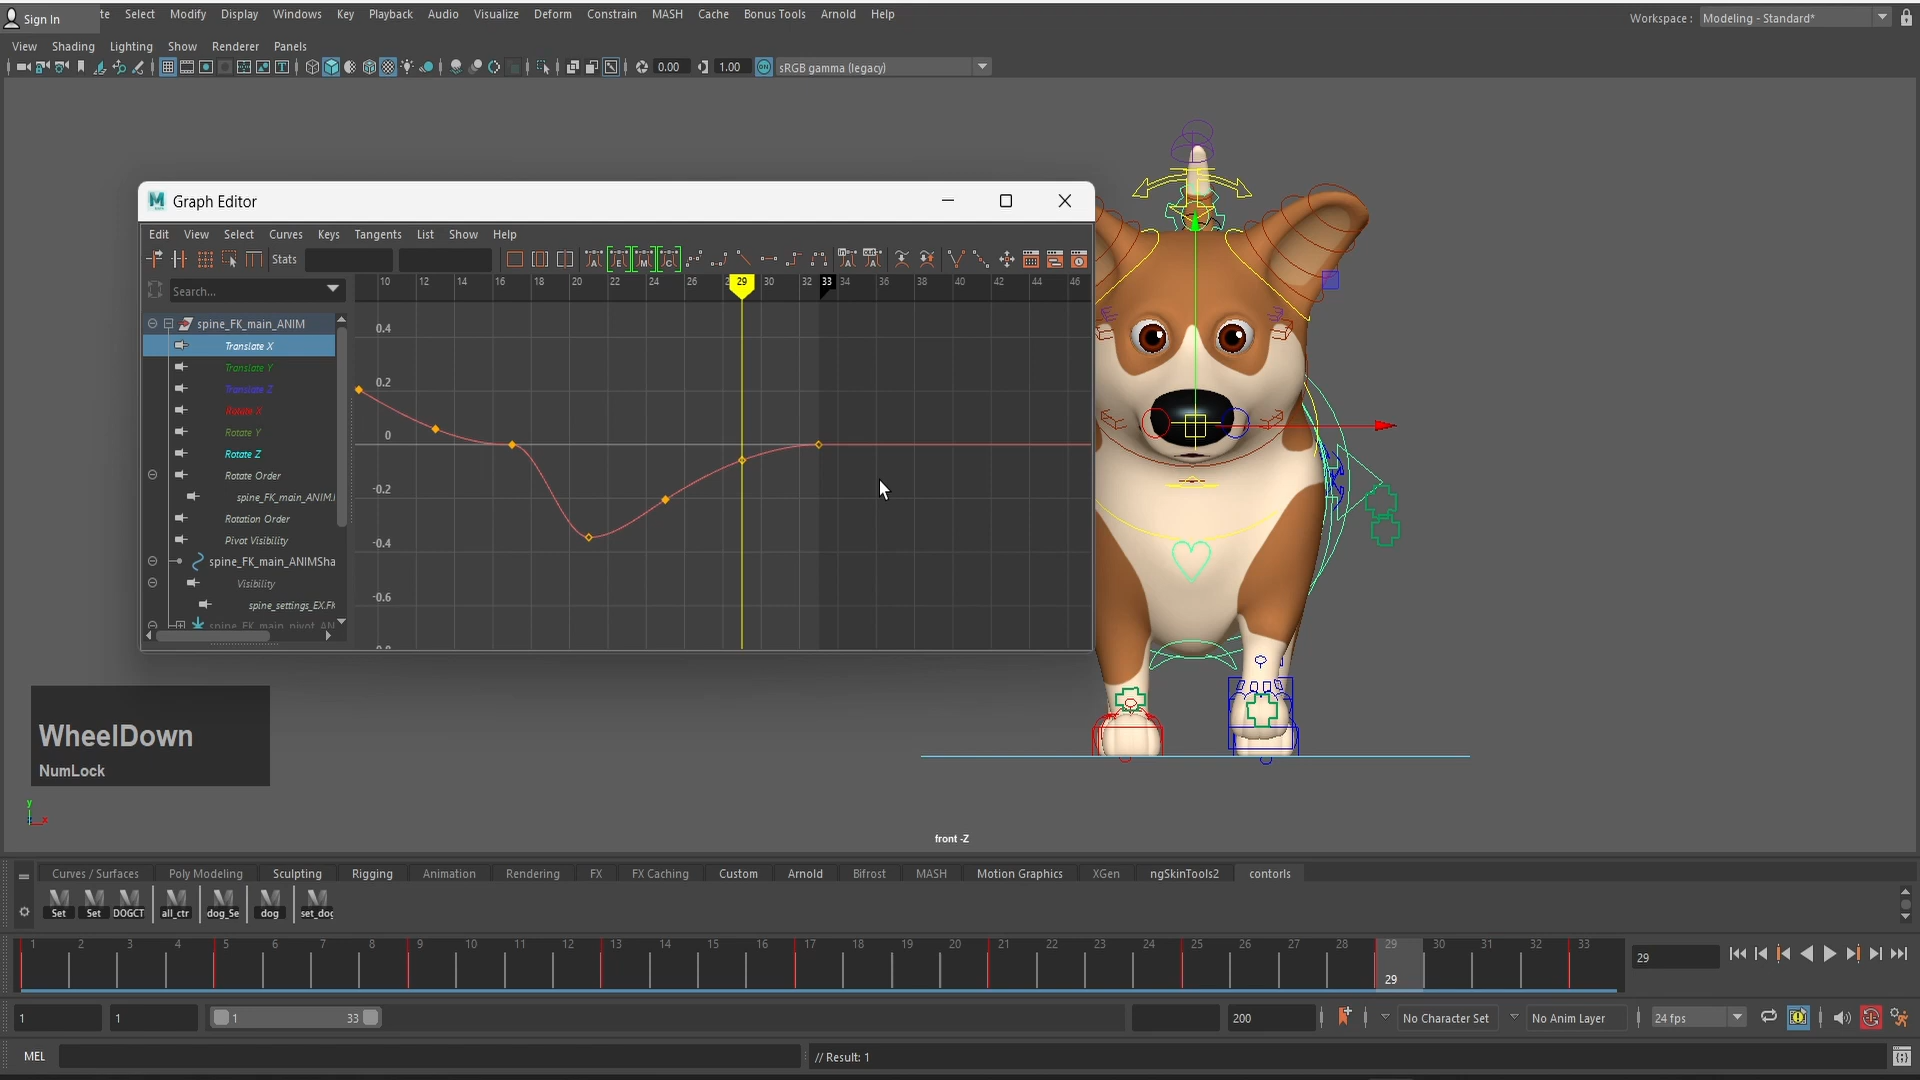 Sign In
te Select Modify Display Windows Key Playback Audio Visualize Deform Constrain MASH Cache Bonus Tools Arnold Help
Workspace : Modeling - Standard*
View Shading Lighting Show Renderer Panels
0.00 1.00 ON sRGB gamma (legacy)
Graph Editor
Edit View Select Curves Keys Tangents List Show Help
Stats
Search...
10 12 14 16 18 20 22 24 26 29 30 32 33 34 36 38 40 42 44 46
spine_FK_main_ANIM
Translate X
Translate Y
Translate Z
Rotate X
Rotate Y
Rotate Z
Rotate Order
spine_FK_main_ANIM.
Rotation Order
Pivot Visibility
spine_FK_main_ANIMSha
Visibility
spine_settings_EX.FK
spine_FK_main_pivot_AN
0.4
0.2
0
-0.2
-0.4
-0.6
WheelDown
NumLock
y
x
front -Z
Curves / Surfaces Poly Modeling Sculpting Rigging Animation Rendering FX FX Caching Custom Arnold Bifrost MASH Motion Graphics XGen ngSkinTools2 contorls
Set Set DOGCT all_ctr dog_Se dog set_dog
1 2 3 4 5 6 7 8 9 10 11 12 13 14 15 16 17 18 19 20 21 22 23 24 25 26 27 28 29 30 31 32 33
29
29
1 1 1 33 200 No Character Set No Anim Layer 24 fps
MEL // Result: 1